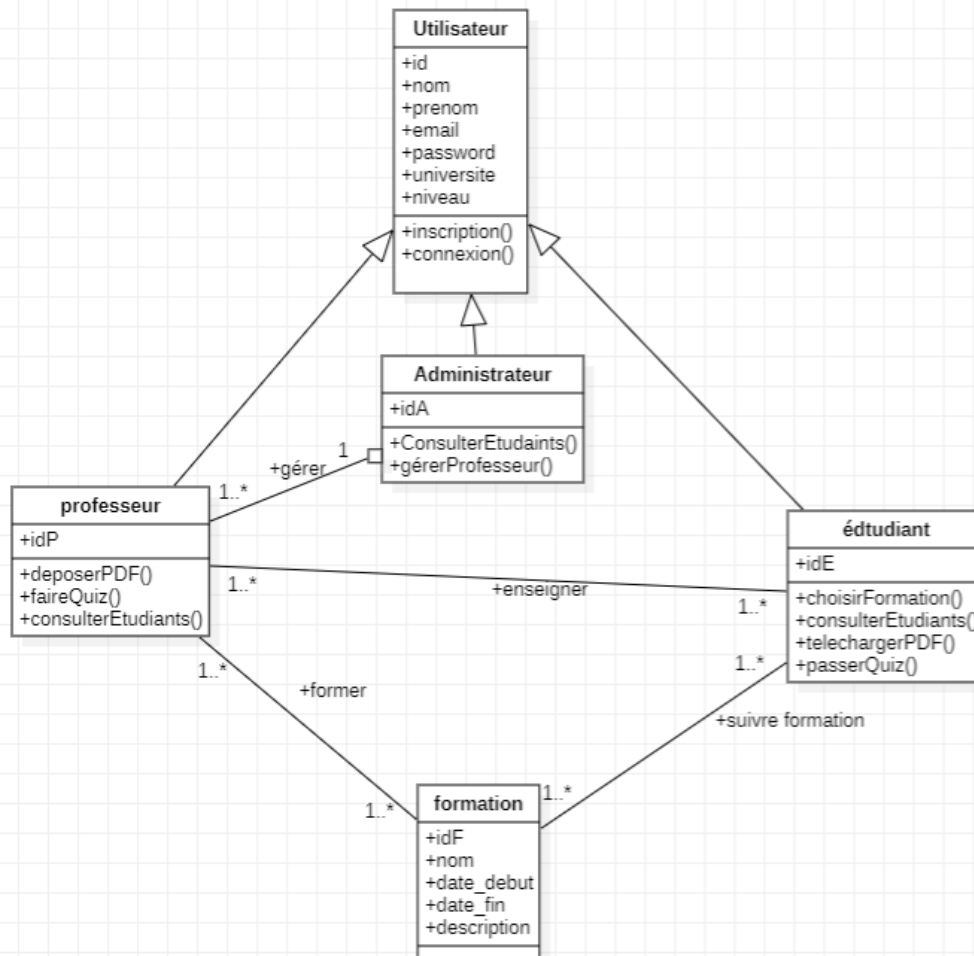 Utilisateur
+id
+nom
+prenom
+email
+password
+universite
+niveau
+inscription()
+connexion()
Administrateur
+idA
+ConsulterEtudaints()
+gérerProfesseur()
1
+gérer
1..*
professeur
+idP
+deposerPDF()
+faireQuiz()
+consulterEtudiants()
édtudiant
+idE
+choisirFormation()
+consulterEtudiants()
+telechargerPDF()
+passerQuiz()
1..*
+enseigner
1..*
1..*
+former
1..*
1..*
+suivre formation
1..*
formation
+idF
+nom
+date_debut
+date_fin
+description